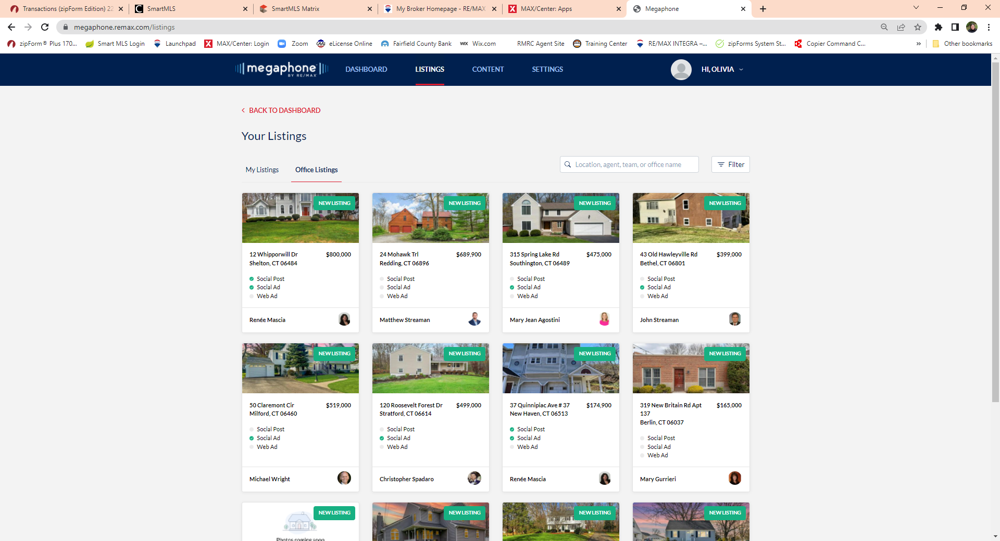 Transactions (zipForm Edition) 22
SmartMLS
SmartMLS Matrix
My Broker Homepage - RE/MAX
MAX/Center: Apps
Megaphone
megaphone.remax.com/listings
zipForm® Plus 170...
Smart MLS Login
Launchpad
MAX/Center: Login
Zoom
eLicense Online
Fairfield County Bank
WIX Wix.com
RMRC Agent Site
Training Center
RE/MAX INTEGRA –...
zipForms System St...
Copier Command C...
»
Other bookmarks
megaphone
BY RE/MAX
DASHBOARD
LISTINGS
CONTENT
SETTINGS
HI, OLIVIA
BACK TO DASHBOARD
Your Listings
My Listings
Office Listings
Location, agent, team, or office name
Filter
NEW LISTING
12 Whipporwill Dr $800,000
Shelton, CT 06484
Social Post
Social Ad
Web Ad
Renée Mascia
NEW LISTING
24 Mohawk Trl $689,900
Redding, CT 06896
Social Post
Social Ad
Web Ad
Matthew Streaman
NEW LISTING
315 Spring Lake Rd $475,000
Southington, CT 06489
Social Post
Social Ad
Web Ad
Mary Jean Agostini
NEW LISTING
43 Old Hawleyville Rd $399,000
Bethel, CT 06801
Social Post
Social Ad
Web Ad
John Streaman
NEW LISTING
50 Claremont Cir $519,000
Milford, CT 06460
Social Post
Social Ad
Web Ad
Michael Wright
NEW LISTING
120 Roosevelt Forest Dr $499,000
Stratford, CT 06614
Social Post
Social Ad
Web Ad
Christopher Spadaro
NEW LISTING
37 Quinnipiac Ave # 37 $174,900
New Haven, CT 06513
Social Post
Social Ad
Web Ad
Renée Mascia
NEW LISTING
319 New Britain Rd Apt $165,000
137
Berlin, CT 06037
Social Post
Social Ad
Web Ad
Mary Gurrieri
NEW LISTING
Photos coming soon
NEW LISTING
NEW LISTING
NEW LISTING